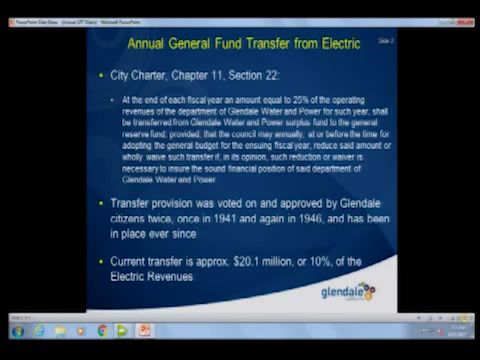 Annual General Fund Transfer from Electric
Slide 3
City Charter, Chapter 11, Section 22:
At the end of each fiscal year an amount equal to 25% of the operating
revenues of the department of Glendale Water and Power for such year, shall
be transferred from Glendale Water and Power surplus fund to the general
reserve fund; provided, that the council may annually, at or before the time for
adopting the general budget for the ensuing fiscal year, reduce said amount or
wholly waive such transfer if, in its opinion, such reduction or waiver is
necessary to insure the sound financial position of said department of
Glendale Water and Power.
Transfer provision was voted on and approved by Glendale
citizens twice, once in 1941 and again in 1946, and has been
in place ever since
Current transfer is approx. $20.1 million, or 10%, of the
Electric Revenues
glendale